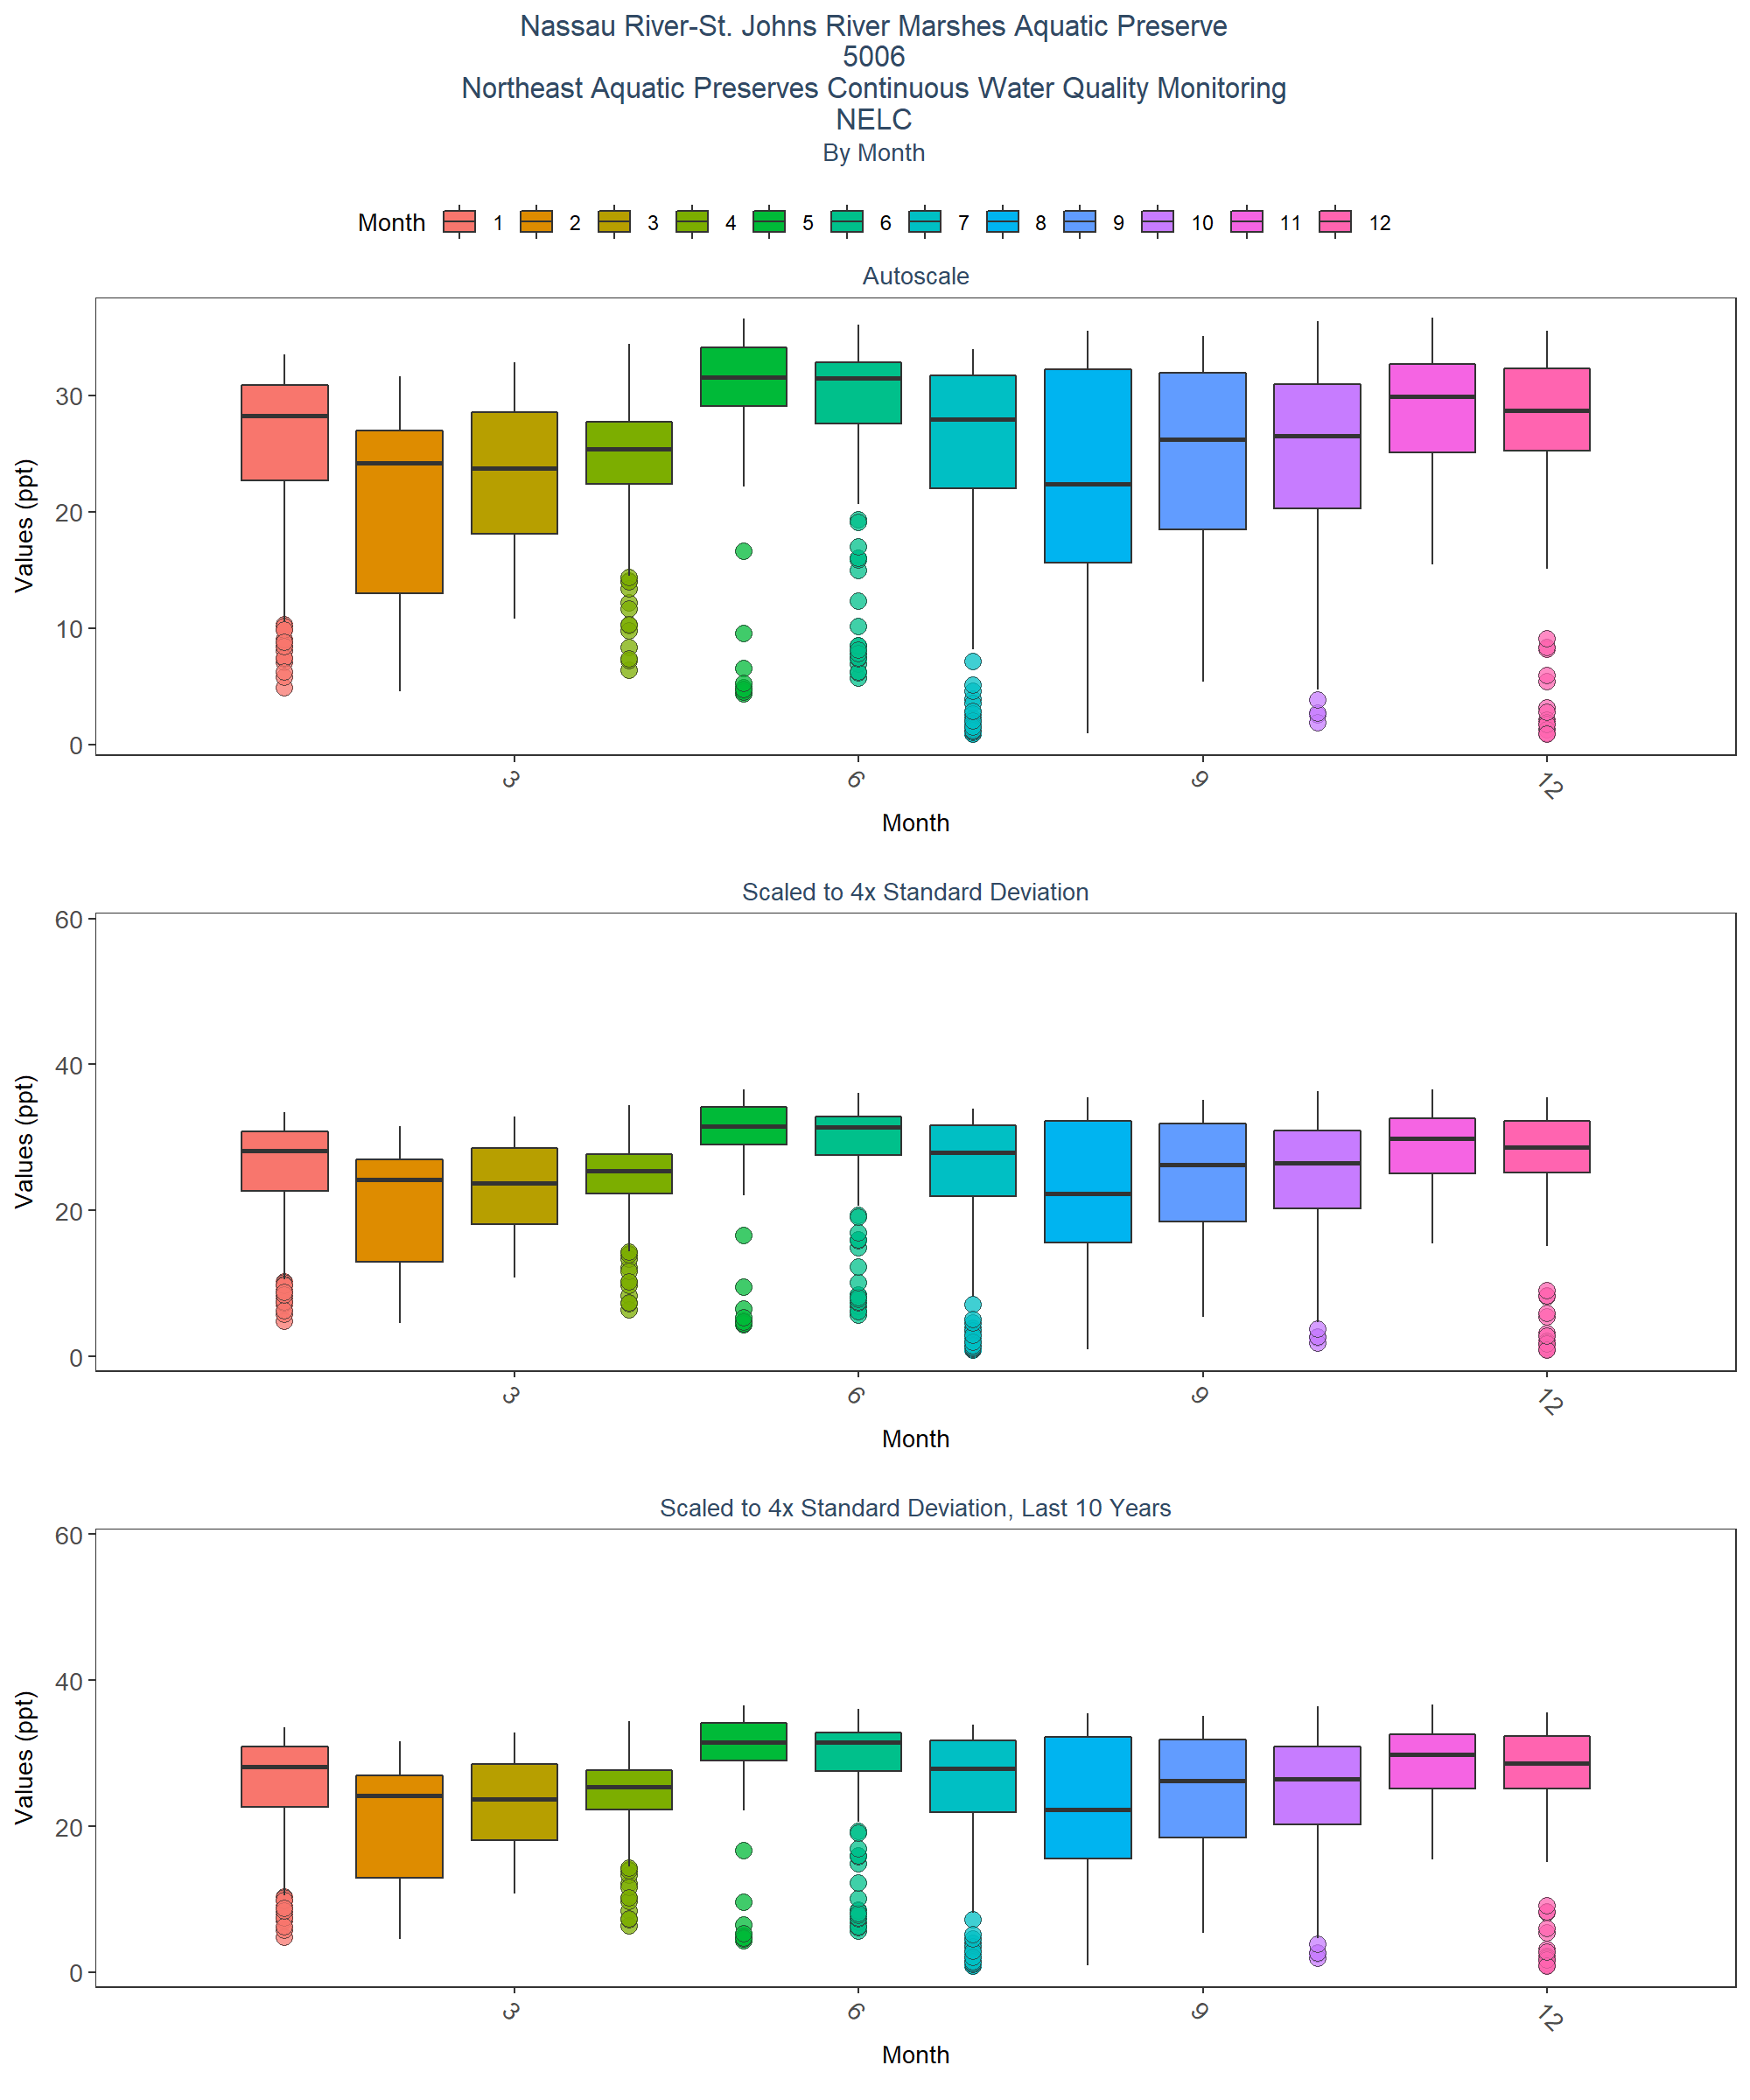 Nassau River-St. Johns River Marshes Aquatic Preserve
5006
Northeast Aquatic Preserves Continuous Water Quality Monitoring
NELC
By Month
Month 1 2 3 4 5 6 7 8 9 10 11 12
Autoscale
Values (ppt)
30
20
10
0
3 6 9 12
Month
Scaled to 4x Standard Deviation
Values (ppt)
60
40
20
0
3 6 9 12
Month
Scaled to 4x Standard Deviation, Last 10 Years
Values (ppt)
60
40
20
0
3 6 9 12
Month